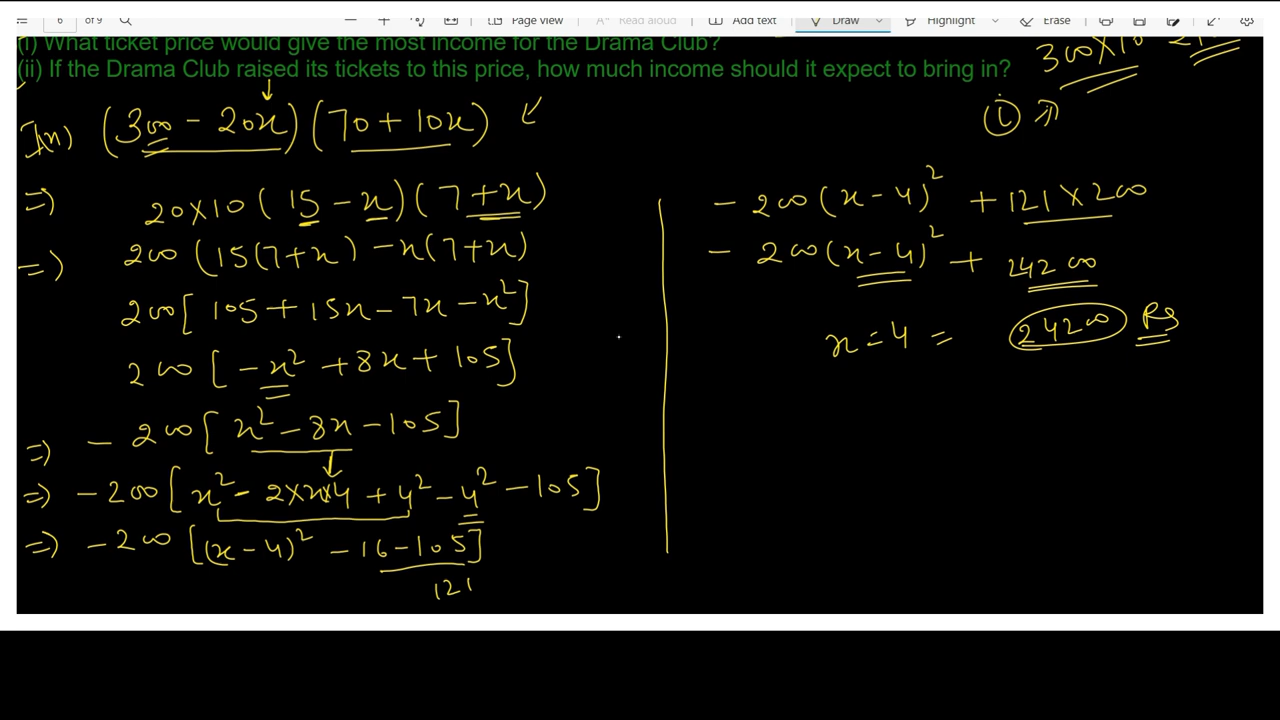 6 of 9 Page view Read aloud Add text Draw Highlight Erase
(i) What ticket price would give the most income for the Drama Club?
(ii) If the Drama Club raised its tickets to this price, how much income should it expect to bring in?
300×10
(i) ⇒
In) (300 - 20x) (70 + 10x)
⇒ 20×10 (15 - x) (7 + x)
⇒ 200 (15(7+x) - x(7+x)
200 [105 + 15x - 7x - x²]
200 [-x² + 8x + 105]
⇒ - 200 [x² - 8x - 105]
⇒ - 200 [x² - 2×x×4 + 4² - 4² - 105]
⇒ - 200 [(x - 4)² - 16 - 105]
121
- 200 (x - 4)² + 121 × 200
- 200 (x - 4)² + 24200
x = 4 = 24200 Rs